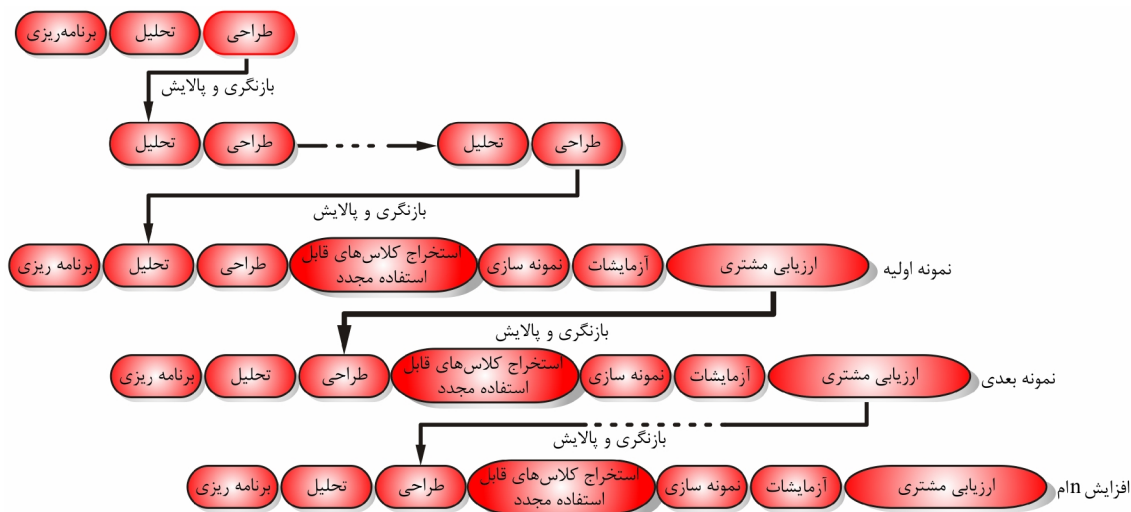 برنامه‌ریزی
تحلیل
طراحی
بازنگری و پالایش
تحلیل
طراحی
تحلیل
طراحی
بازنگری و پالایش
برنامه ریزی
تحلیل
طراحی
استخراج کلاس‌های قابل
استفاده مجدد
نمونه سازی
آزمایشات
ارزیابی مشتری
نمونه اولیه
بازنگری و پالایش
برنامه ریزی
تحلیل
طراحی
استخراج کلاس‌های قابل
استفاده مجدد
نمونه سازی
آزمایشات
ارزیابی مشتری
نمونه بعدی
بازنگری و پالایش
برنامه ریزی
تحلیل
طراحی
استخراج کلاس‌های قابل
استفاده مجدد
نمونه سازی
آزمایشات
ارزیابی مشتری
افزایش nام